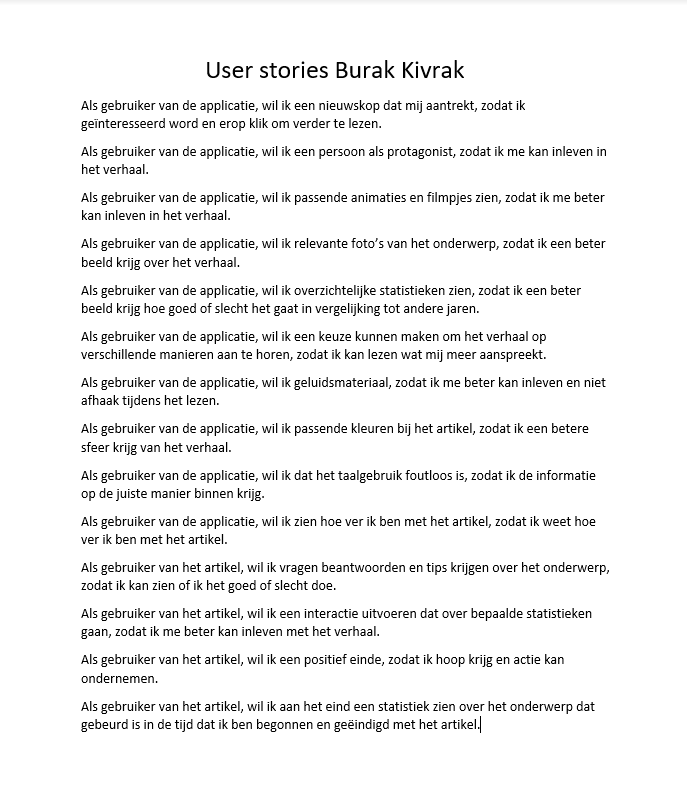 User stories Burak Kivrak
Als gebruiker van de applicatie, wil ik een nieuwskop dat mij aantrekt, zodat ik
geïnteresseerd word en erop klik om verder te lezen.
Als gebruiker van de applicatie, wil ik een persoon als protagonist, zodat ik me kan inleven in
het verhaal.
Als gebruiker van de applicatie, wil ik passende animaties en filmpjes zien, zodat ik me beter
kan inleven in het verhaal.
Als gebruiker van de applicatie, wil ik relevante foto’s van het onderwerp, zodat ik een beter
beeld krijg over het verhaal.
Als gebruiker van de applicatie, wil ik overzichtelijke statistieken zien, zodat ik een beter
beeld krijg hoe goed of slecht het gaat in vergelijking tot andere jaren.
Als gebruiker van de applicatie, wil ik een keuze kunnen maken om het verhaal op
verschillende manieren aan te horen, zodat ik kan lezen wat mij meer aanspreekt.
Als gebruiker van de applicatie, wil ik geluidsmateriaal, zodat ik me beter kan inleven en niet
afhaak tijdens het lezen.
Als gebruiker van de applicatie, wil ik passende kleuren bij het artikel, zodat ik een betere
sfeer krijg van het verhaal.
Als gebruiker van de applicatie, wil ik dat het taalgebruik foutloos is, zodat ik de informatie
op de juiste manier binnen krijg.
Als gebruiker van de applicatie, wil ik zien hoe ver ik ben met het artikel, zodat ik weet hoe
ver ik ben met het artikel.
Als gebruiker van het artikel, wil ik vragen beantwoorden en tips krijgen over het onderwerp,
zodat ik kan zien of ik het goed of slecht doe.
Als gebruiker van het artikel, wil ik een interactie uitvoeren dat over bepaalde statistieken
gaan, zodat ik me beter kan inleven met het verhaal.
Als gebruiker van het artikel, wil ik een positief einde, zodat ik hoop krijg en actie kan
ondernemen.
Als gebruiker van het artikel, wil ik aan het eind een statistiek zien over het onderwerp dat
gebeurd is in de tijd dat ik ben begonnen en geëindigd met het artikel.